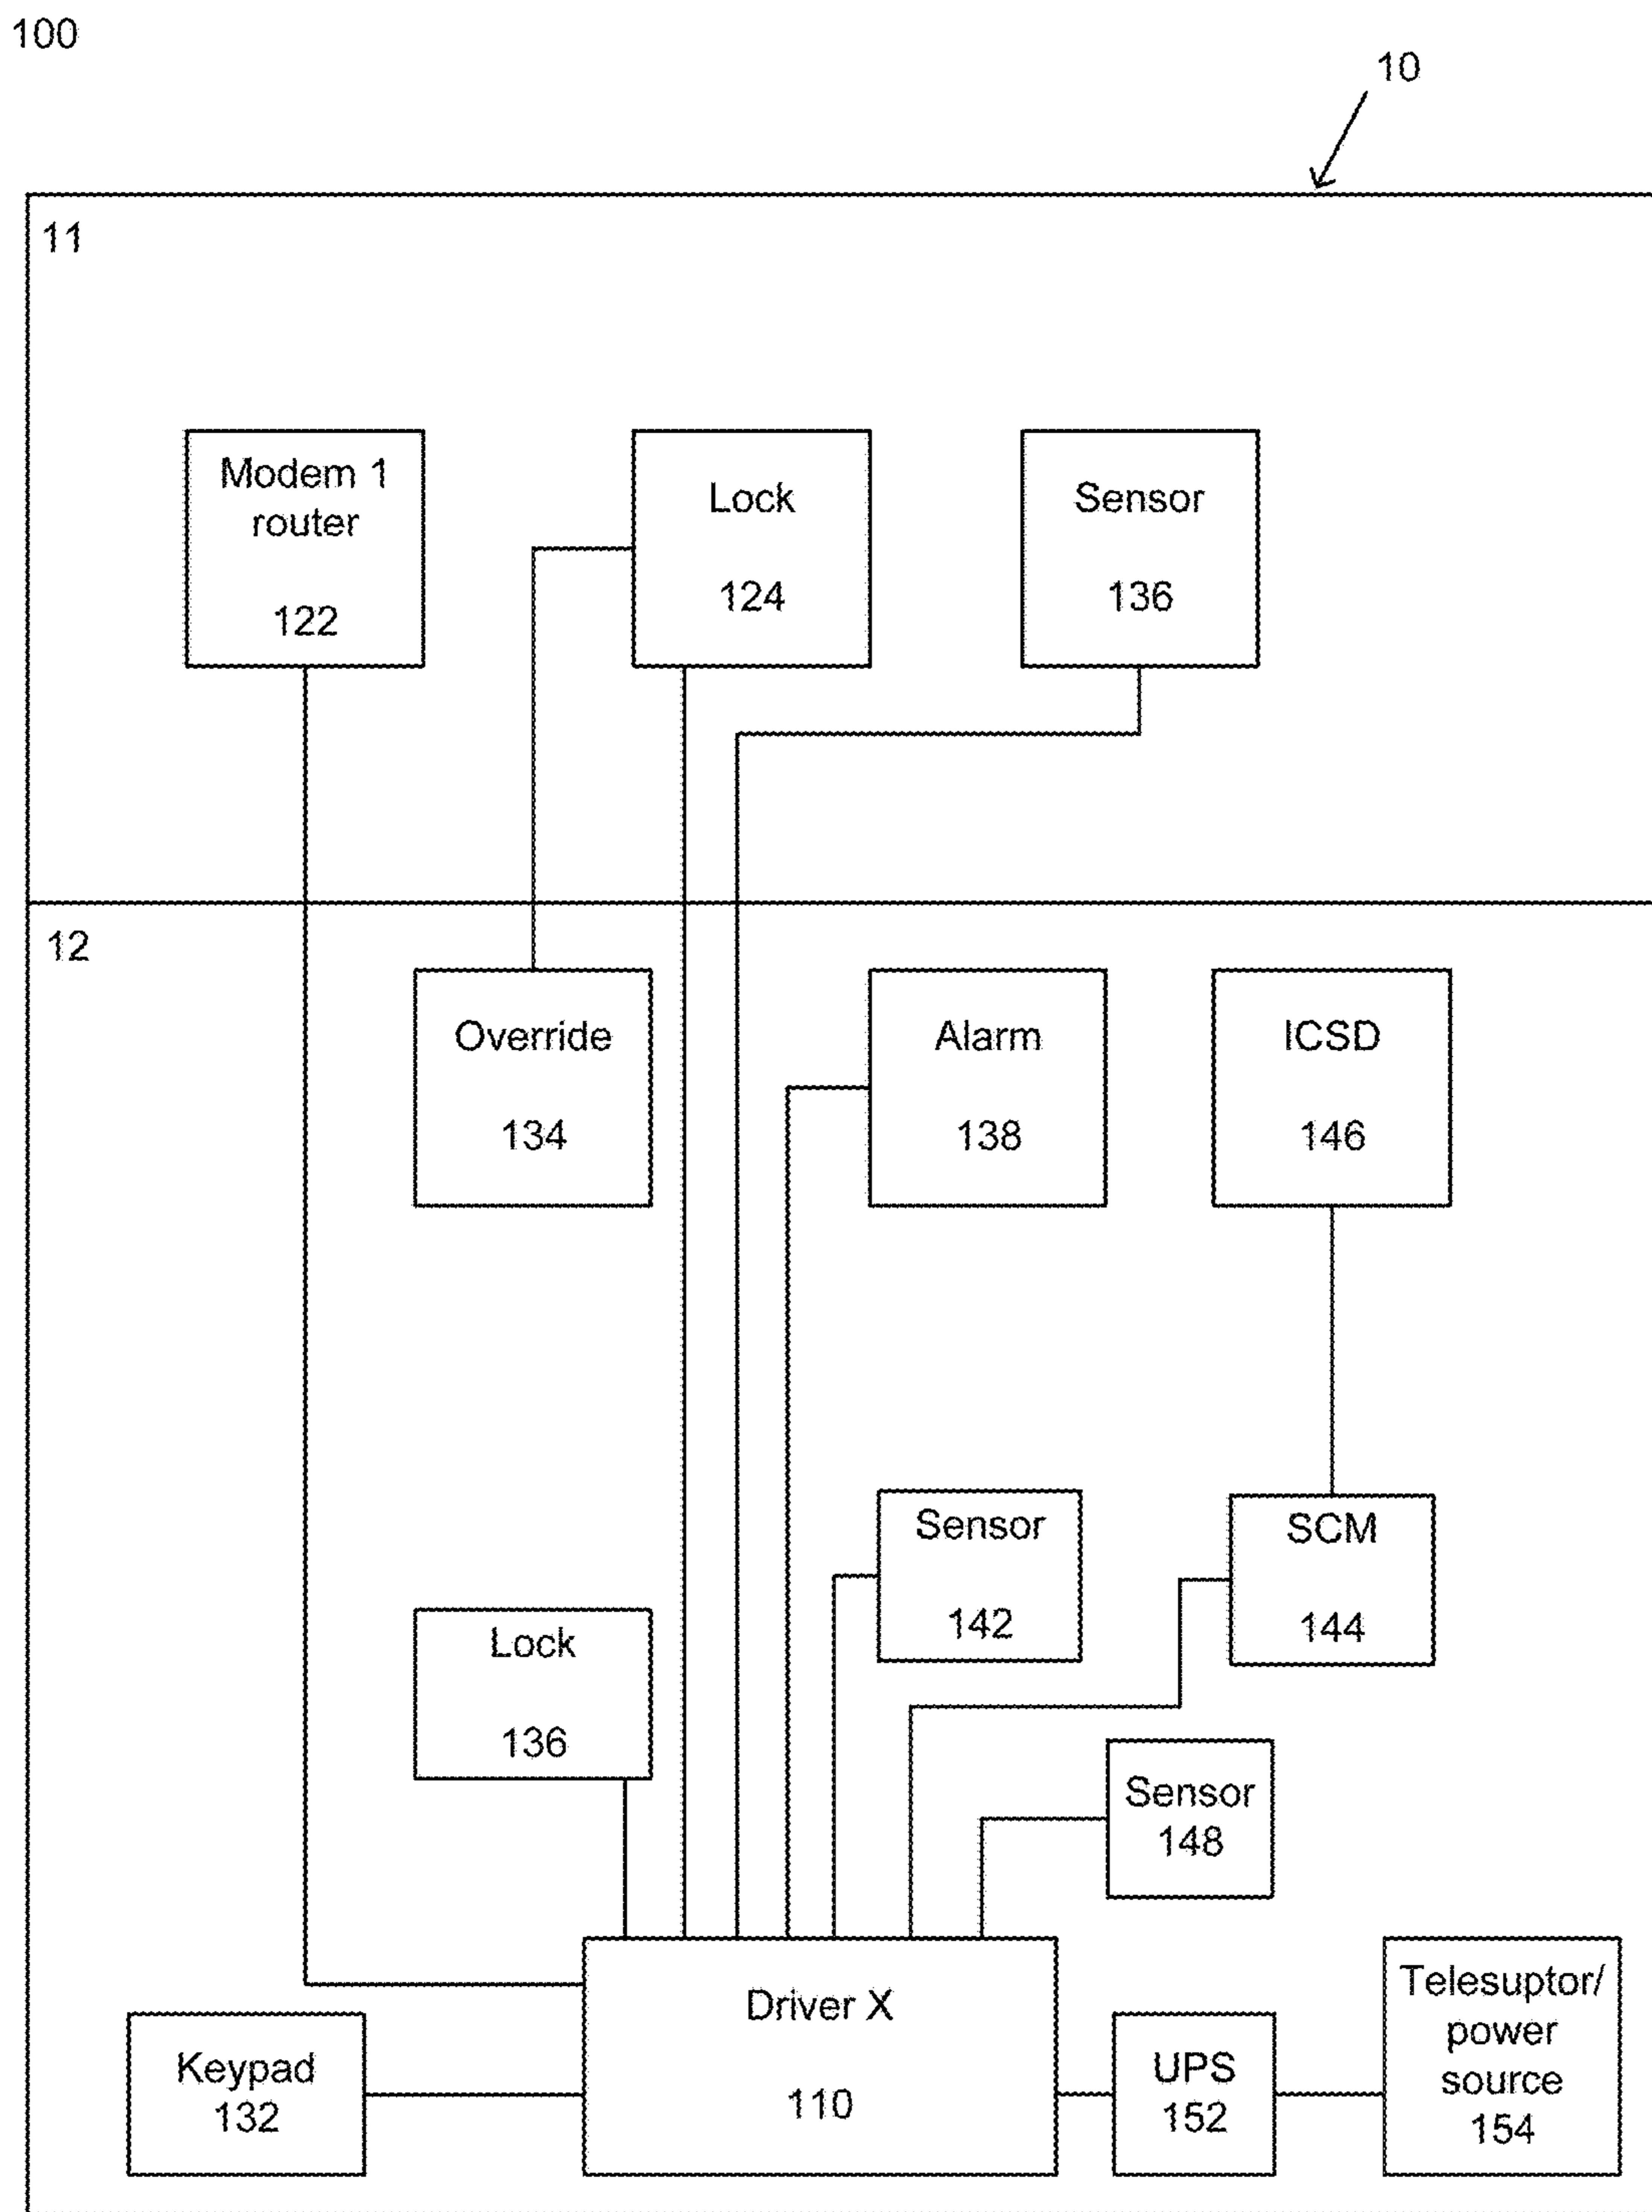 100
10
11
Modem 1
router
122
Lock
124
Sensor
136
12
Override
134
Alarm
138
ICSD
146
Sensor
142
SCM
144
Lock
136
Sensor
148
Driver X
110
Keypad
132
UPS
152
Telesuptor/
power
source
154